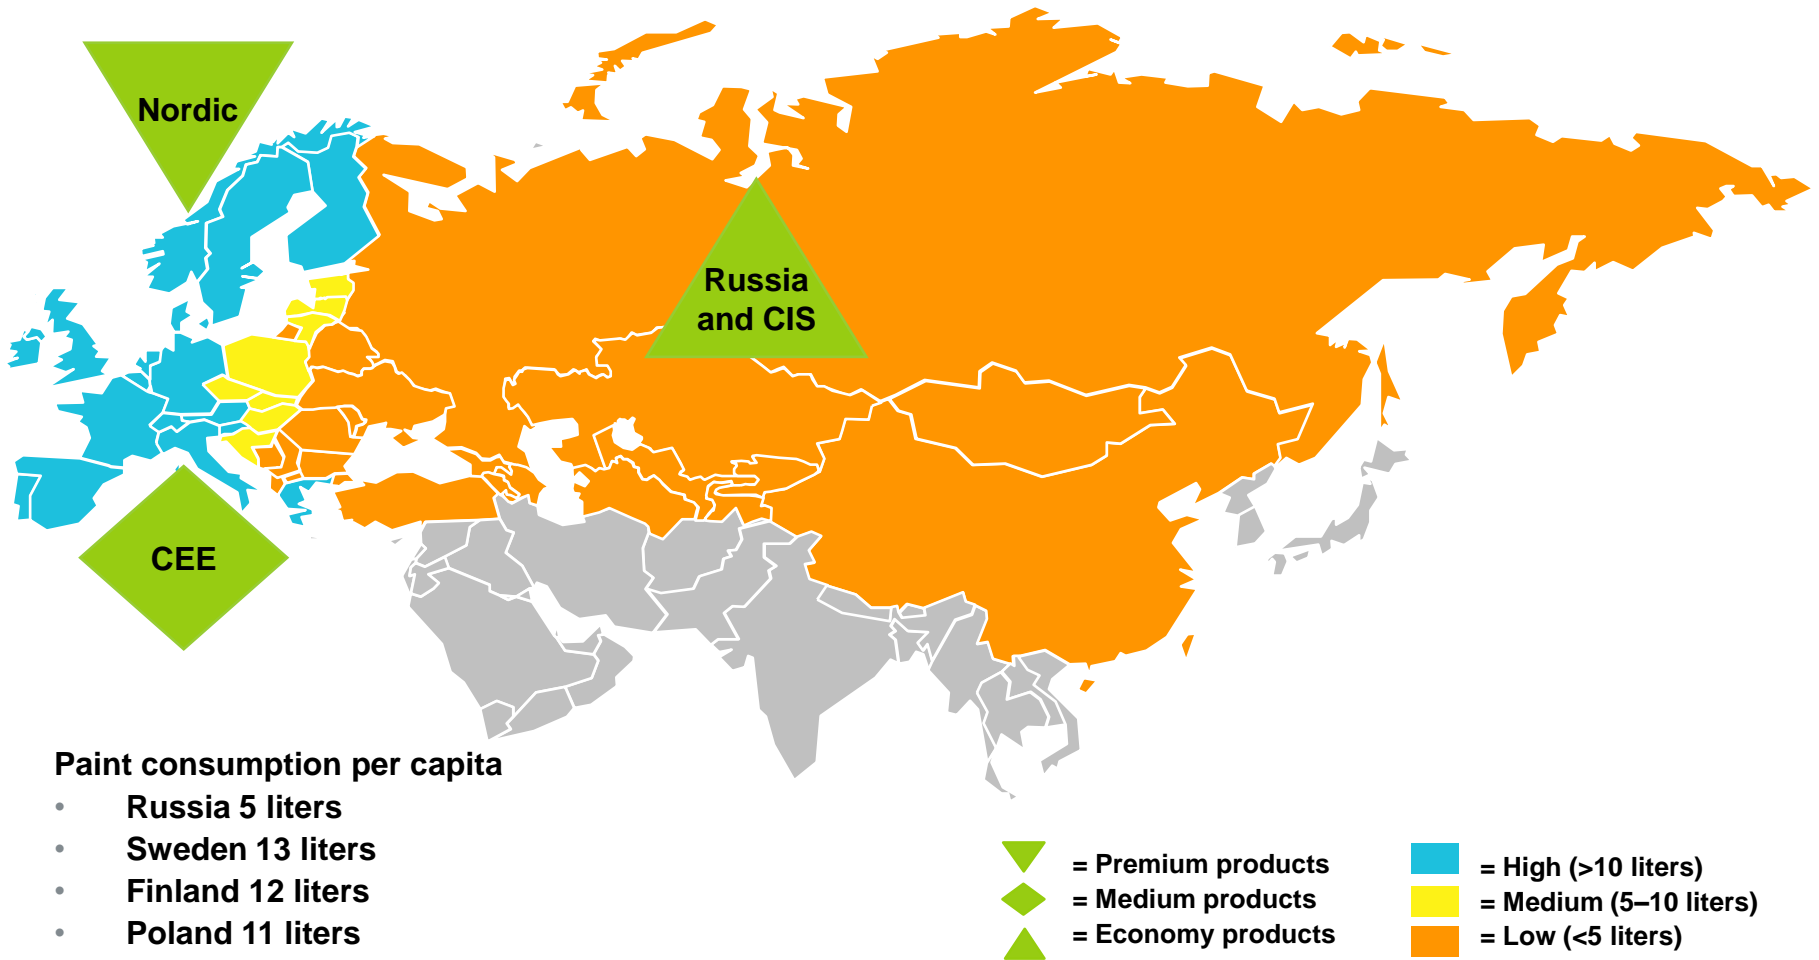 Nordic
Russia
and CIS
CEE
Paint consumption per capita
• Russia 5 liters
• Sweden 13 liters
• Finland 12 liters
• Poland 11 liters
= Premium products
= Medium products
= Economy products
= High (>10 liters)
= Medium (5–10 liters)
= Low (<5 liters)